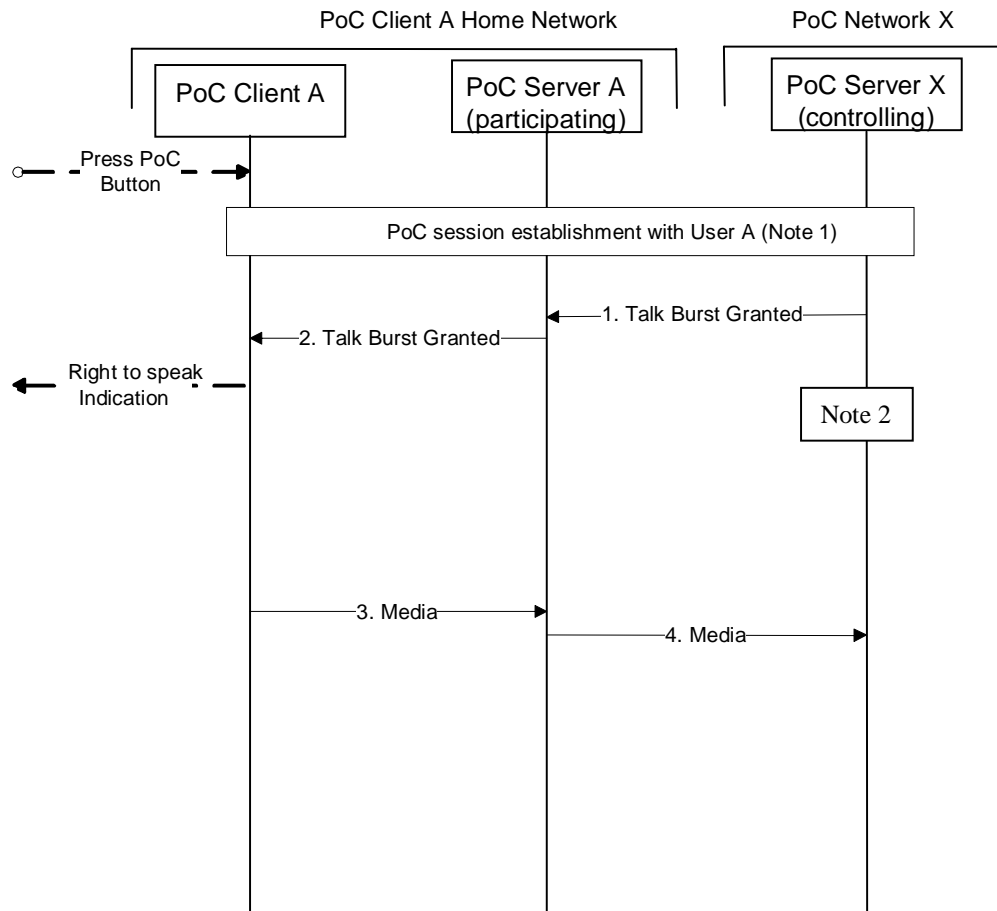 PoC Client A Home Network
PoC Network X
PoC Client A
PoC Server A
(participating)
PoC Server X
(controlling)
Press PoC
Button
PoC session establishment with User A (Note 1)
1. Talk Burst Granted
2. Talk Burst Granted
Right to speak
Indication
Note 2
3. Media
4. Media